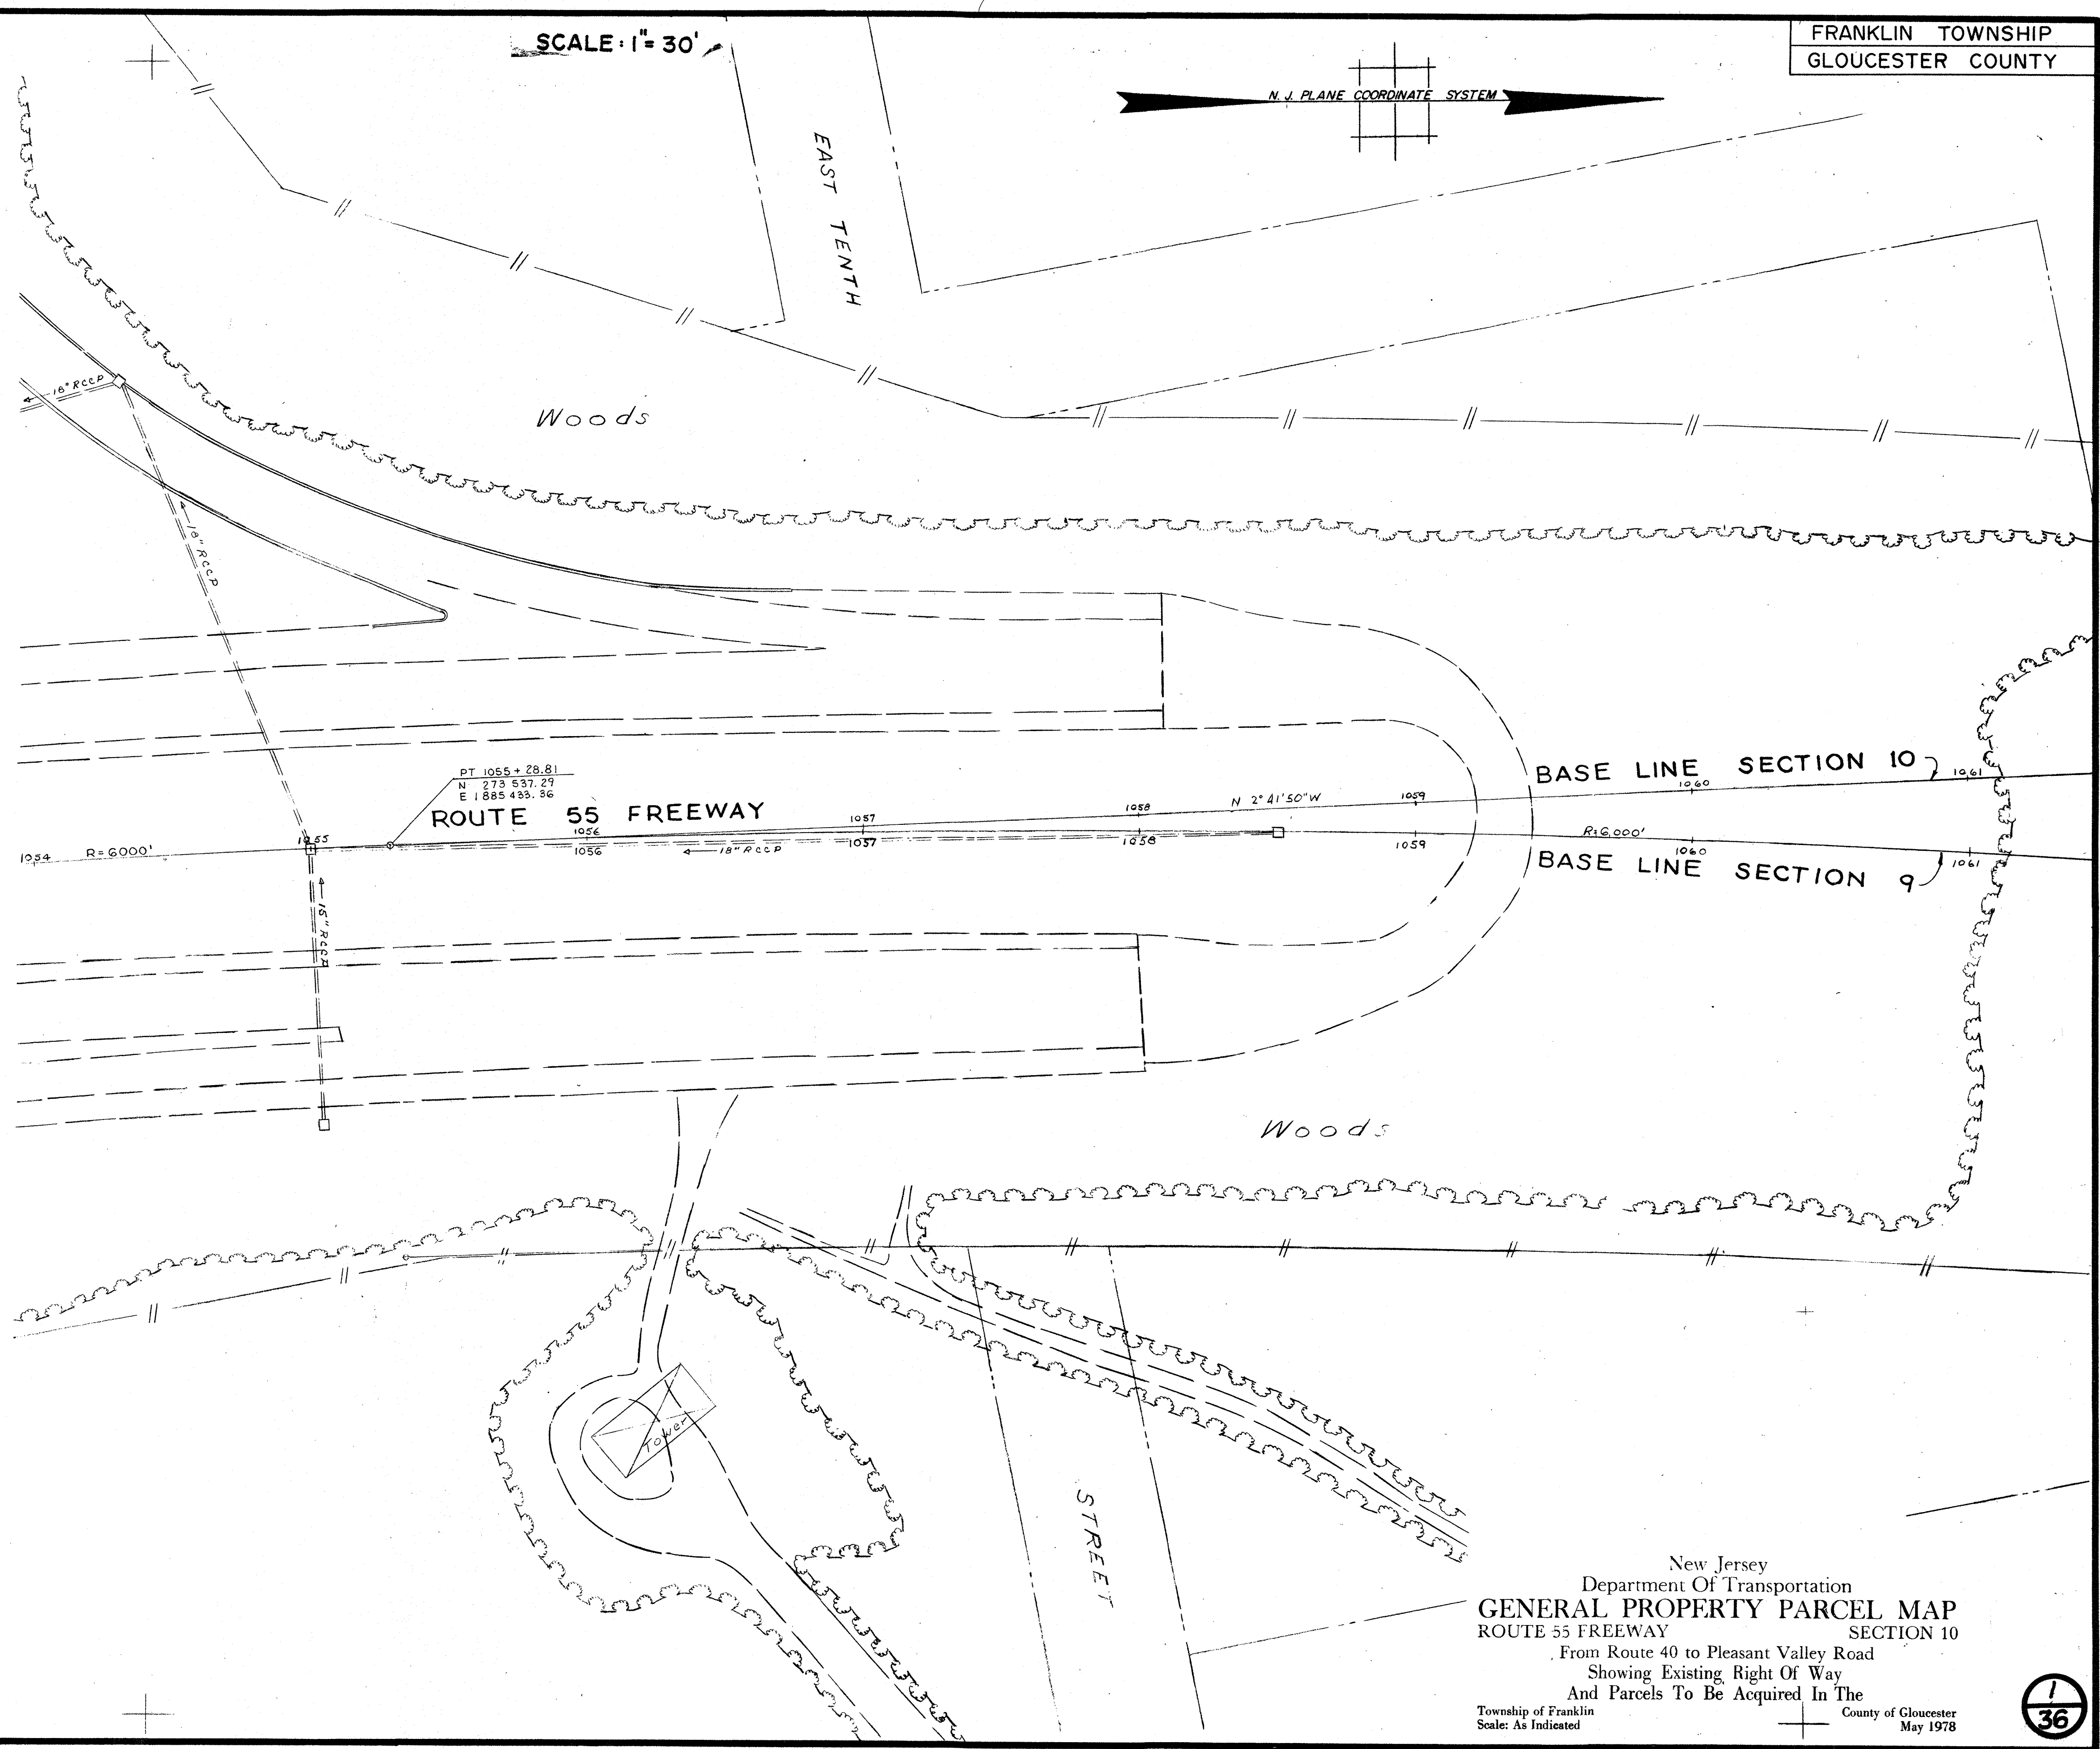 SCALE: 1"= 30'
FRANKLIN TOWNSHIP
GLOUCESTER COUNTY
N. J. PLANE COORDINATE SYSTEM
EAST TENTH
18" RCCP
Woods
18" RCCP
PT 1055 + 28.81
N 273 537.29
E 1 885 433.36
ROUTE 55 FREEWAY
BASE LINE SECTION 10
1054
R= 6000'
1055
1056
1057
1058
N 2° 41' 50" W
1059
1060
1061
1056
18" RCCP
1057
1058
1059
R=6,000'
1060
1061
BASE LINE SECTION 9
15" RCCP
Woods
Tower
STREET
New Jersey
Department Of Transportation
GENERAL PROPERTY PARCEL MAP
ROUTE 55 FREEWAY SECTION 10
From Route 40 to Pleasant Valley Road
Showing Existing Right Of Way
And Parcels To Be Acquired In The
Township of Franklin County of Gloucester
Scale: As Indicated May 1978
1
36